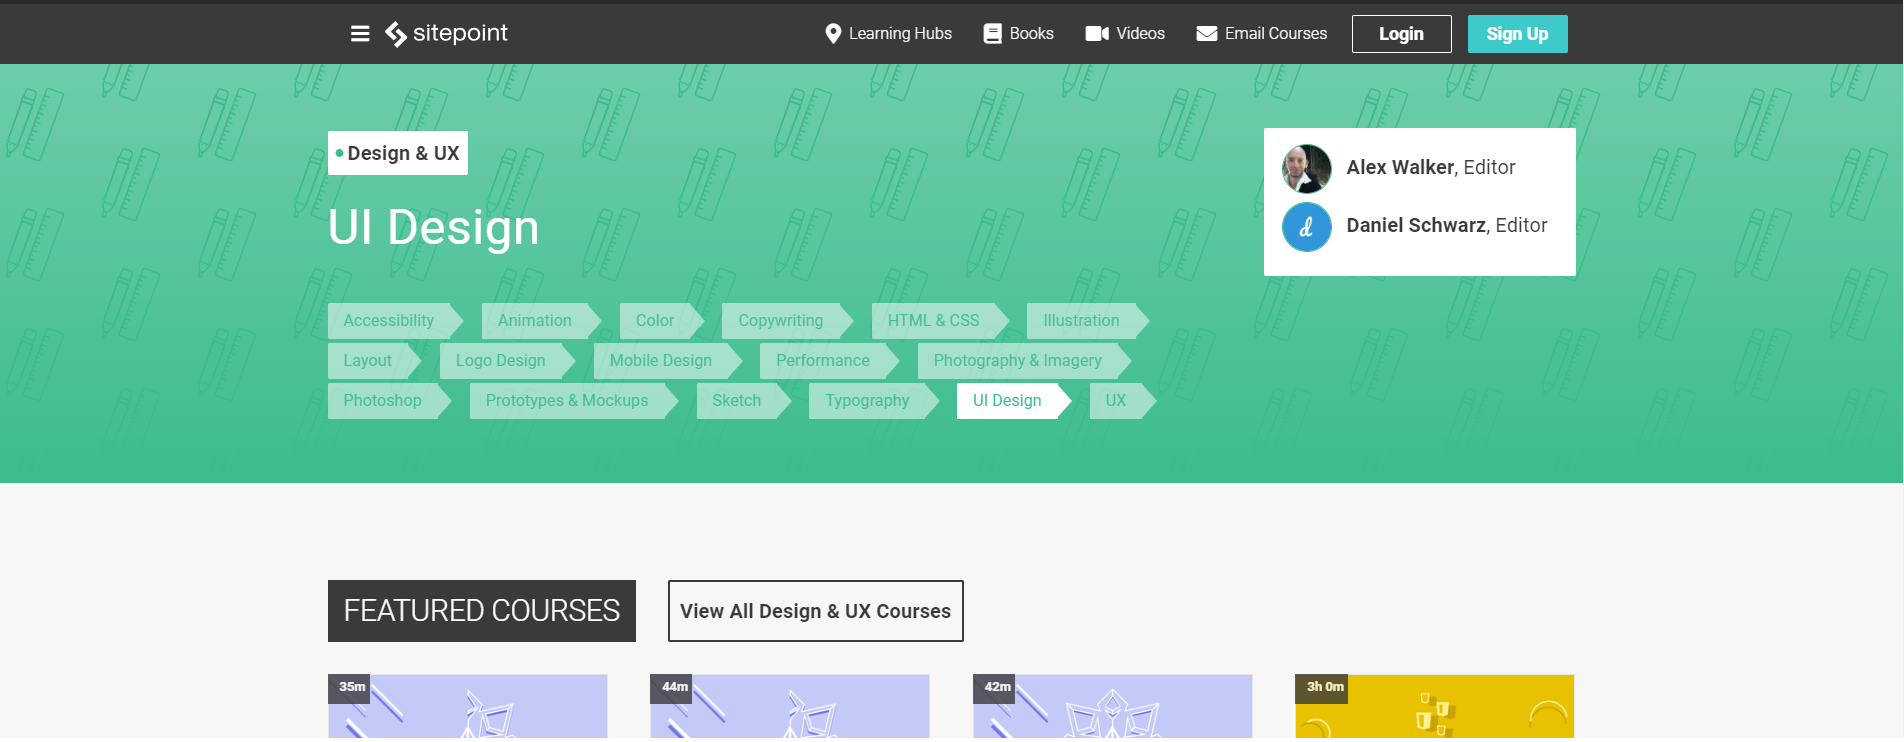 sitepoint Learning Hubs Books Videos Email Courses Login Sign Up
Design & UX
UI Design
Alex Walker, Editor
d
Daniel Schwarz, Editor
Accessibility Animation Color Copywriting HTML & CSS Illustration
Layout Logo Design Mobile Design Performance Photography & Imagery
Photoshop Prototypes & Mockups Sketch Typography UI Design UX
FEATURED COURSES View All Design & UX Courses
35m 44m 42m 3h 0m